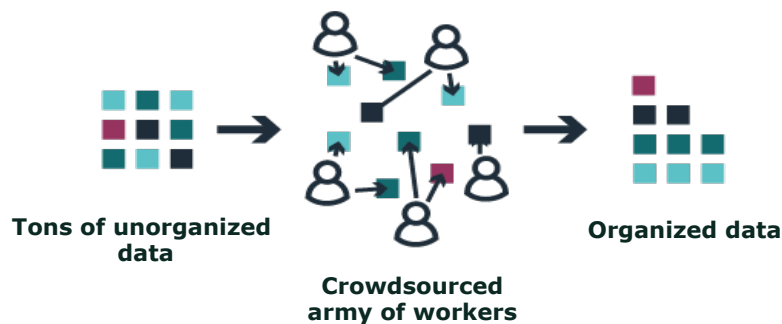 Tons of unorganized
data
Crowdsourced
army of workers
Organized data